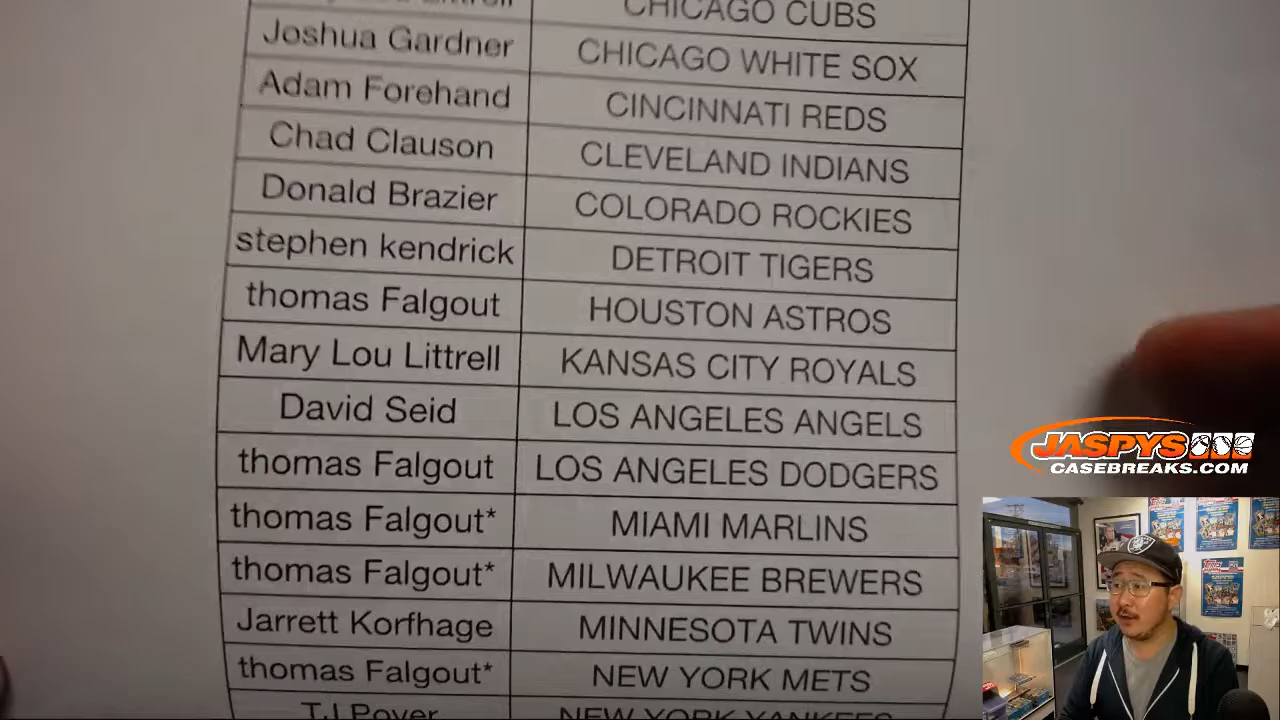 CHICAGO CUBS
Joshua Gardner CHICAGO WHITE SOX
Adam Forehand CINCINNATI REDS
Chad Clauson CLEVELAND INDIANS
Donald Brazier COLORADO ROCKIES
stephen kendrick DETROIT TIGERS
thomas Falgout HOUSTON ASTROS
Mary Lou Littrell KANSAS CITY ROYALS
David Seid LOS ANGELES ANGELS
thomas Falgout LOS ANGELES DODGERS
thomas Falgout* MIAMI MARLINS
thomas Falgout* MILWAUKEE BREWERS
Jarrett Korfhage MINNESOTA TWINS
thomas Falgout* NEW YORK METS
NEW YORK YANKEES
JASPYS
CASEBREAKS.COM